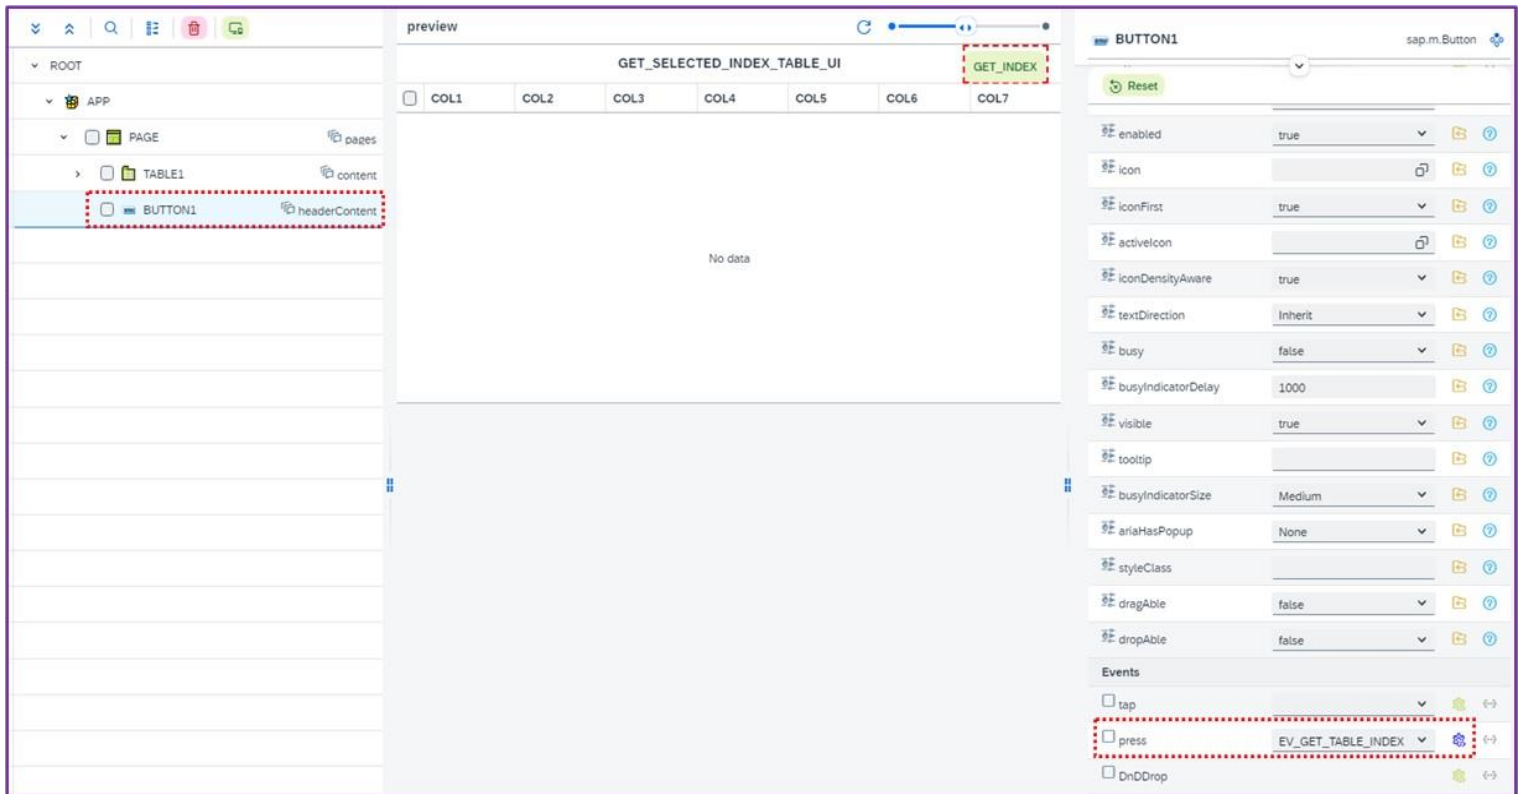 ROOT
APP
PAGE pages
TABLE1 content
BUTTON1 headerContent
preview
GET_SELECTED_INDEX_TABLE_UI GET_INDEX
COL1 COL2 COL3 COL4 COL5 COL6 COL7
No data
BUTTON1 sap.m.Button
Reset
enabled true
icon
iconFirst true
activeIcon
iconDensityAware true
textDirection Inherit
busy false
busyIndicatorDelay 1000
visible true
tooltip
busyIndicatorSize Medium
ariaHasPopup None
styleClass
dragAble false
dropAble false
Events
tap
press EV_GET_TABLE_INDEX
DnDDrop